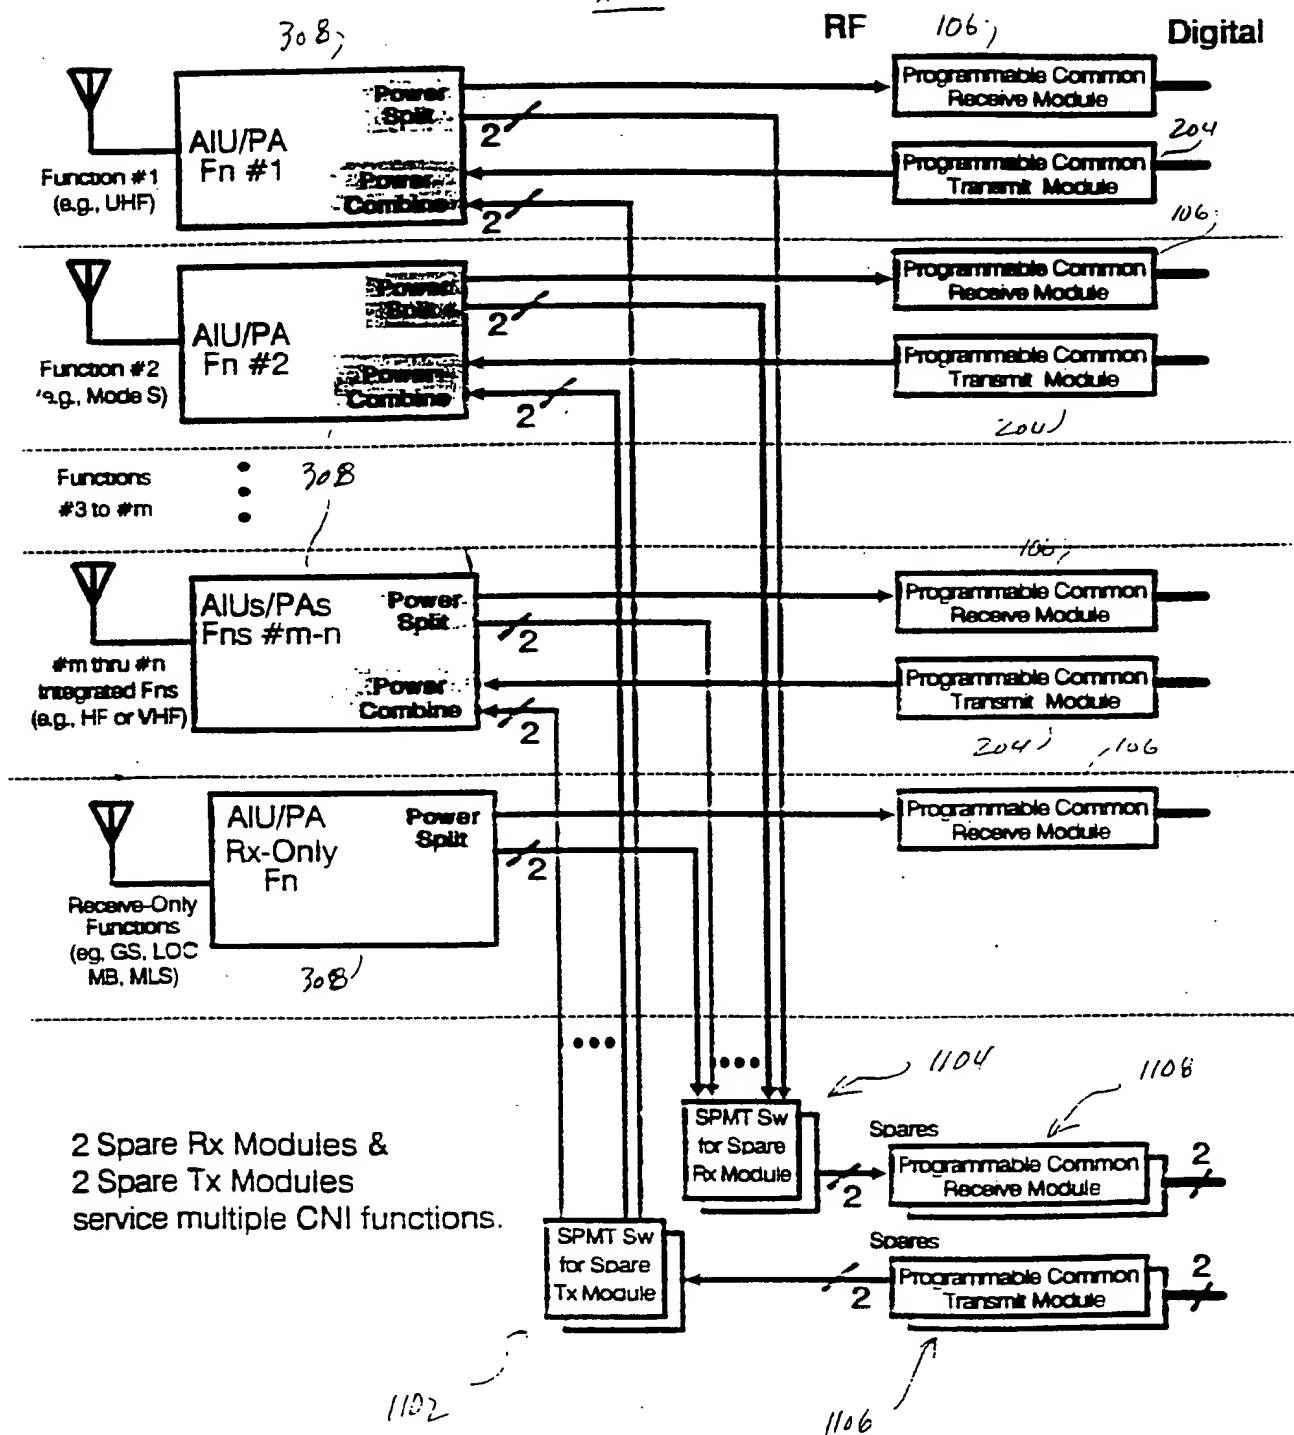 RF
Digital
308
106
Power
Split
2
AIU/PA
Fn #1
Power
Combine
2
Function #1
(e.g., UHF)
Programmable Common
Receive Module
204
Programmable Common
Transmit Module
106
Power
Split
2
AIU/PA
Fn #2
Power
Combine
2
Function #2
e.g., Mode S)
Programmable Common
Receive Module
Programmable Common
Transmit Module
204
308
Functions
#3 to #m
AIUs/PAs
Fns #m-n
Power
Split
2
Power
Combine
2
#m thru #n
Integrated Fns
(e.g., HF or VHF)
106
Programmable Common
Receive Module
Programmable Common
Transmit Module
204
106
AIU/PA
Rx-Only
Fn
Power
Split
2
Receive-Only
Functions
(eg, GS, LOC
MB, MLS)
308
Programmable Common
Receive Module
2 Spare Rx Modules &
2 Spare Tx Modules
service multiple CNI functions.
1104
1108
SPMT Sw
for Spare
Rx Module
2
Spares
Programmable Common
Receive Module
2
SPMT Sw
for Spare
Tx Module
2
Spares
Programmable Common
Transmit Module
2
1102
1106